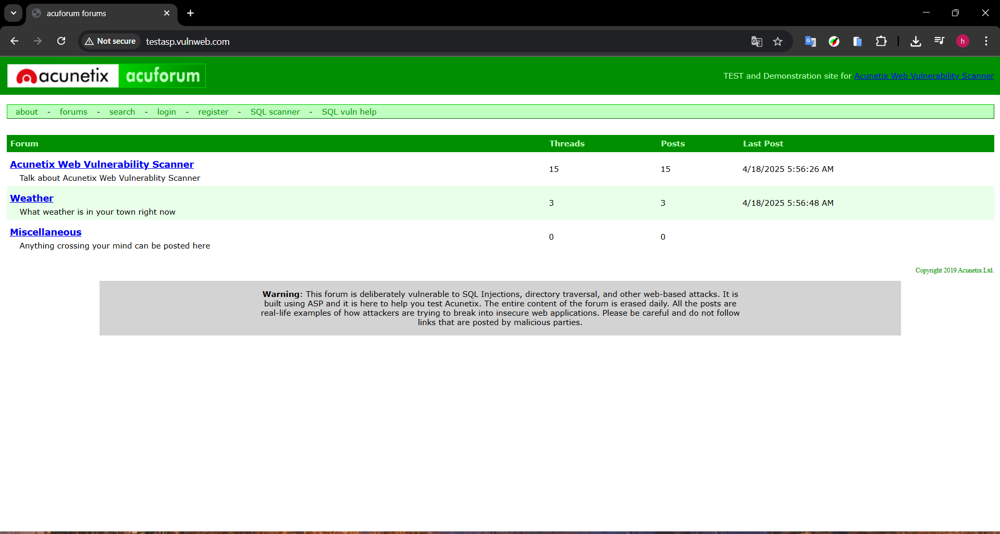 acuforum forums
Not secure
testasp.vulnweb.com
h
acunetix acuforum
TEST and Demonstration site for Acunetix Web Vulnerability Scanner
about - forums - search - login - register - SQL scanner - SQL vuln help
Forum Threads Posts Last Post
Acunetix Web Vulnerability Scanner
Talk about Acunetix Web Vulnerablity Scanner
15 15 4/18/2025 5:56:26 AM
Weather
What weather is in your town right now
3 3 4/18/2025 5:56:48 AM
Miscellaneous
Anything crossing your mind can be posted here
0 0
Copyright 2019 Acunetix Ltd.
Warning: This forum is deliberately vulnerable to SQL Injections, directory traversal, and other web-based attacks. It is
built using ASP and it is here to help you test Acunetix. The entire content of the forum is erased daily. All the posts are
real-life examples of how attackers are trying to break into insecure web applications. Please be careful and do not follow
links that are posted by malicious parties.